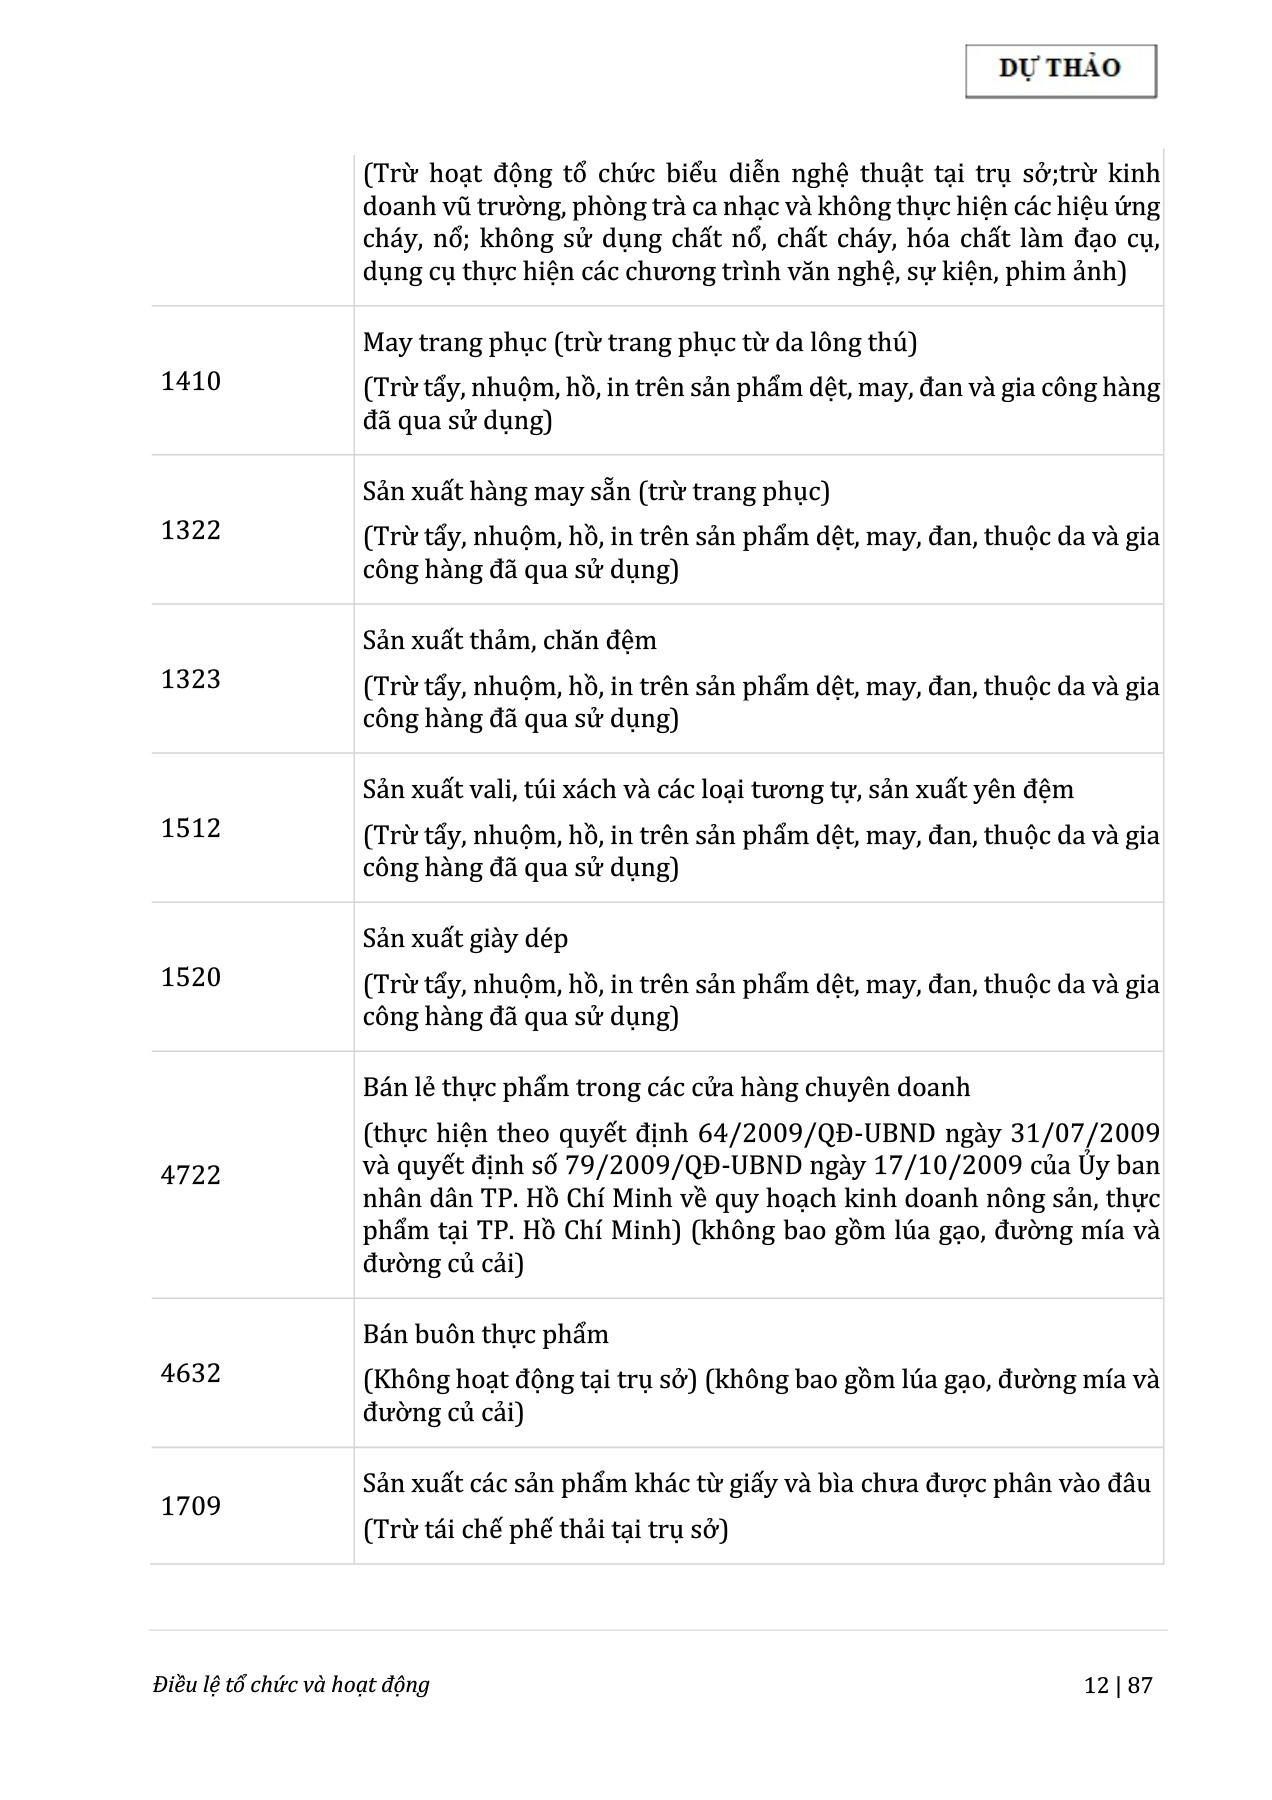 DỰ THẢO
(Trừ hoạt động tổ chức biểu diễn nghệ thuật tại trụ sở;trừ kinh
doanh vũ trường, phòng trà ca nhạc và không thực hiện các hiệu ứng
cháy, nổ; không sử dụng chất nổ, chất cháy, hóa chất làm đạo cụ,
dụng cụ thực hiện các chương trình văn nghệ, sự kiện, phim ảnh)
1410
May trang phục (trừ trang phục từ da lông thú)
(Trừ tẩy, nhuộm, hồ, in trên sản phẩm dệt, may, đan và gia công hàng
đã qua sử dụng)
1322
Sản xuất hàng may sẵn (trừ trang phục)
(Trừ tẩy, nhuộm, hồ, in trên sản phẩm dệt, may, đan, thuộc da và gia
công hàng đã qua sử dụng)
1323
Sản xuất thảm, chăn đệm
(Trừ tẩy, nhuộm, hồ, in trên sản phẩm dệt, may, đan, thuộc da và gia
công hàng đã qua sử dụng)
1512
Sản xuất vali, túi xách và các loại tương tự, sản xuất yên đệm
(Trừ tẩy, nhuộm, hồ, in trên sản phẩm dệt, may, đan, thuộc da và gia
công hàng đã qua sử dụng)
1520
Sản xuất giày dép
(Trừ tẩy, nhuộm, hồ, in trên sản phẩm dệt, may, đan, thuộc da và gia
công hàng đã qua sử dụng)
4722
Bán lẻ thực phẩm trong các cửa hàng chuyên doanh
(thực hiện theo quyết định 64/2009/QĐ-UBND ngày 31/07/2009
và quyết định số 79/2009/QĐ-UBND ngày 17/10/2009 của Ủy ban
nhân dân TP. Hồ Chí Minh về quy hoạch kinh doanh nông sản, thực
phẩm tại TP. Hồ Chí Minh) (không bao gồm lúa gạo, đường mía và
đường củ cải)
4632
Bán buôn thực phẩm
(Không hoạt động tại trụ sở) (không bao gồm lúa gạo, đường mía và
đường củ cải)
1709
Sản xuất các sản phẩm khác từ giấy và bìa chưa được phân vào đâu
(Trừ tái chế phế thải tại trụ sở)
Điều lệ tổ chức và hoạt động
12 | 87